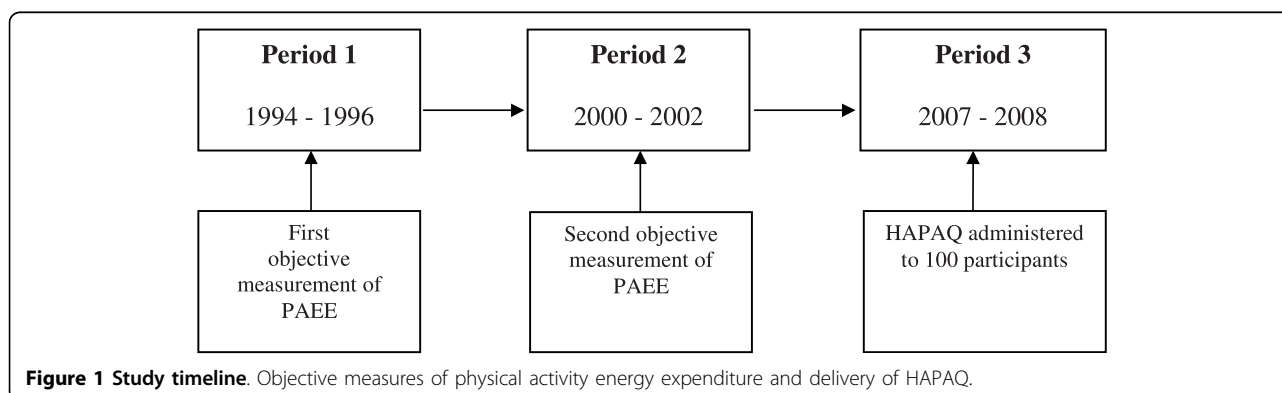 Period 1
1994 - 1996
Period 2
2000 - 2002
Period 3
2007 - 2008
First
objective
measurement of
PAEE
Second objective
measurement of
PAEE
HAPAQ administered
to 100 participants
Figure 1 Study timeline. Objective measures of physical activity energy expenditure and delivery of HAPAQ.